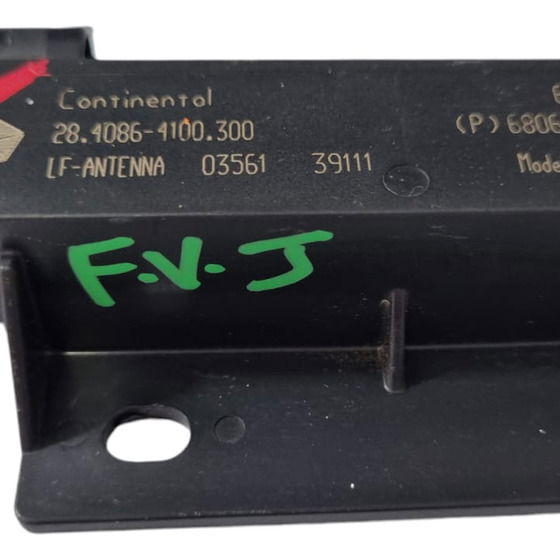 Continental
28.4086-4100.300
(P) 6806
LF-ANTENNA 03561 39111
Mode
F.V.J